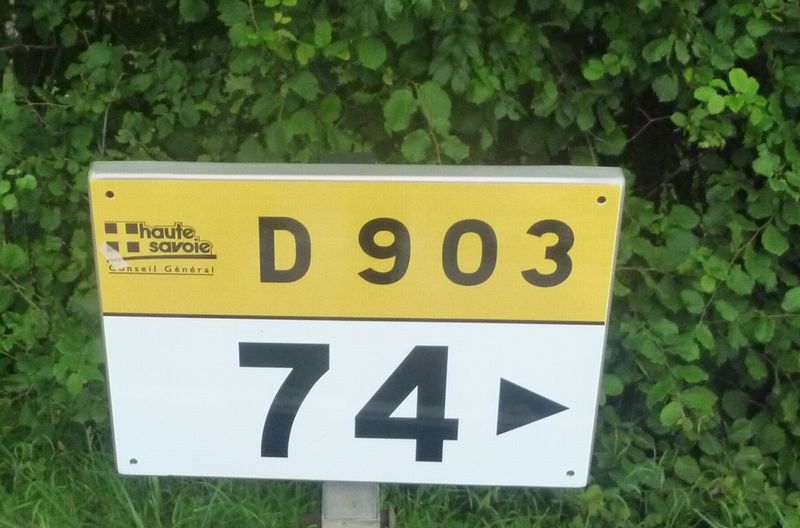 haute
savoie
Conseil Général
D 903
74